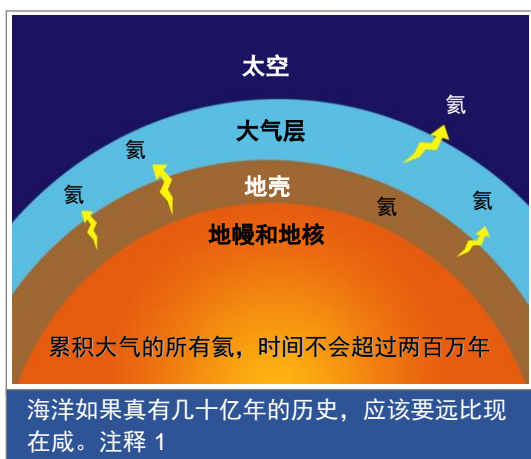 太空
氦
大气层
氦
地壳
氦
氦
氦
地幔和地核
累积大气的所有氦，时间不会超过两百万年
海洋如果真有几十亿年的历史，应该要远比现
在咸。注释 1